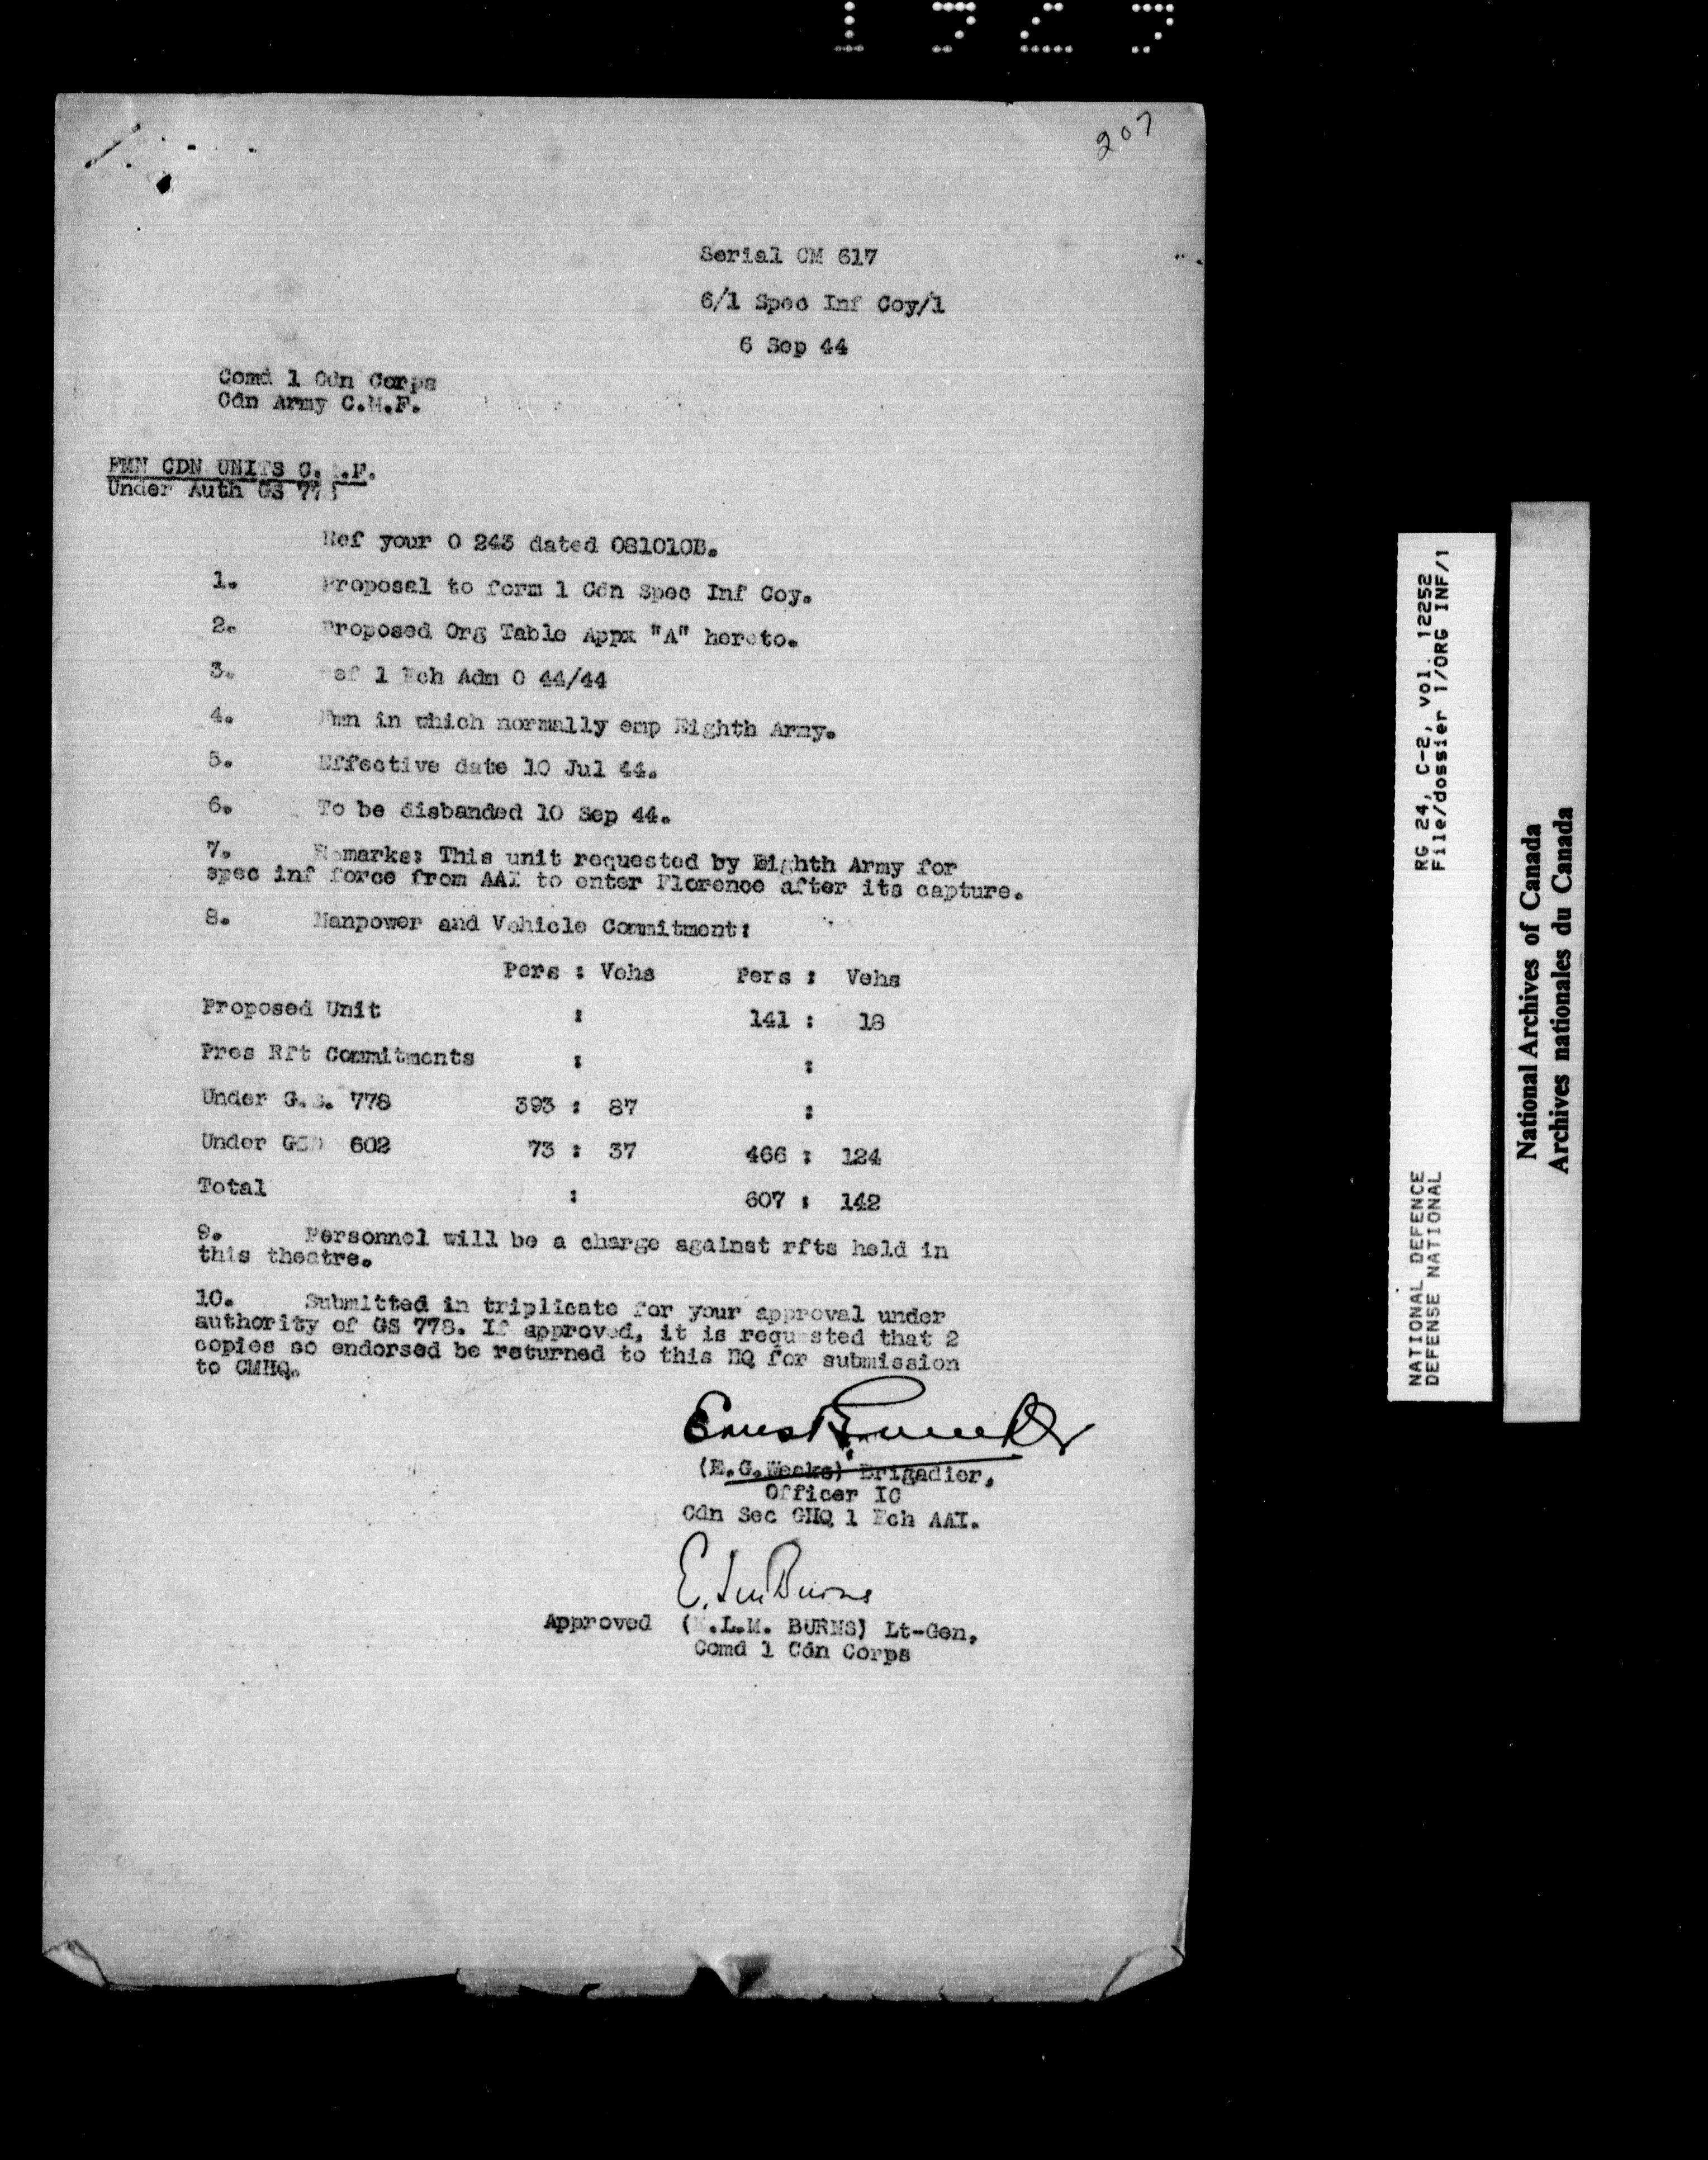 207
Serial CM 617
6/1 Spec Inf Coy/1
6 Sep 44
Comd 1 Cdn Corps
Cdn Army C.M.F.
FMN CDN UNITS C. .F.
Under Auth GS 778
Ref your O 243 dated 081010B.
1. Proposal to form 1 Cdn Spec Inf Coy.
2. Proposed Org Table Appx "A" hereto.
3. Ref 1 Ech Adm O 44/44
4. Fmn in which normally emp Eighth Army.
5. Effective date 10 Jul 44.
6. To be disbanded 10 Sep 44.
7. Remarks: This unit requested by Eighth Army for
spec inf force from AAI to enter Florence after its capture.
8. Manpower and Vehicle Commitment:
Pers : Vehs Pers : Vehs
Proposed Unit : 141 : 18
Pres Rft Commitments : :
Under G.S. 778 393 : 87 :
Under GSD 602 73 : 37 466 : 124
Total : 607 : 142
9. Personnel will be a charge against rfts held in
this theatre.
10. Submitted in triplicate for your approval under
authority of GS 778. If approved, it is requested that 2
copies so endorsed be returned to this HQ for submission
to CMHQ.
(E.G.Weeks) Brigadier,
Officer IC
Cdn Sec GHQ 1 Ech AAI.
E.L.M. Burns
Approved (E.L.M. BURNS) Lt-Gen,
Comd 1 Cdn Corps
RG 24, C-2, vol. 12252
File/dossier 1/ORG INF/1
NATIONAL DEFENCE
DEFENSE NATIONAL
National Archives of Canada
Archives nationales du Canada